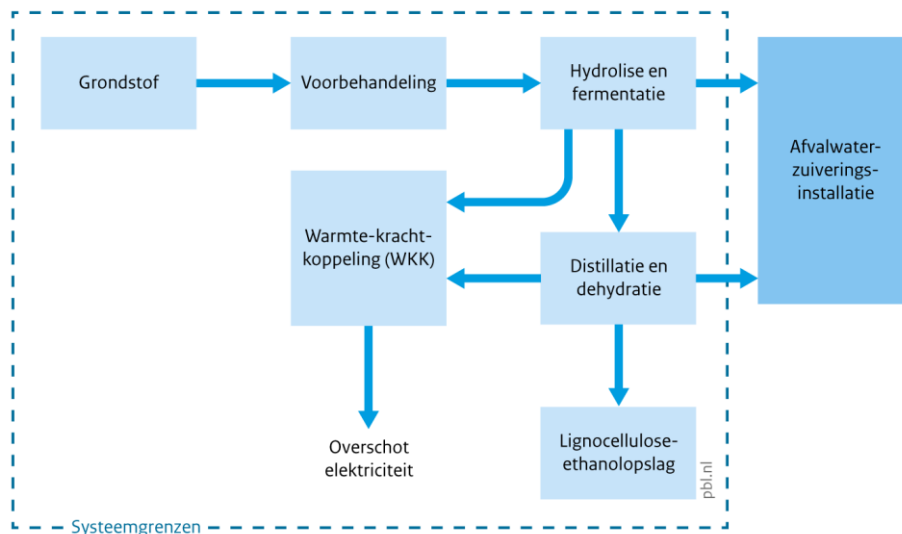 Grondstof
Voorbehandeling
Hydrolise en
fermentatie
Afvalwater-
zuiverings-
installatie
Warmte-kracht-
koppeling (WKK)
Distillatie en
dehydratie
Overschot
elektriciteit
Lignocellulose-
ethanolopslag
pbl.nl
Systeemgrenzen